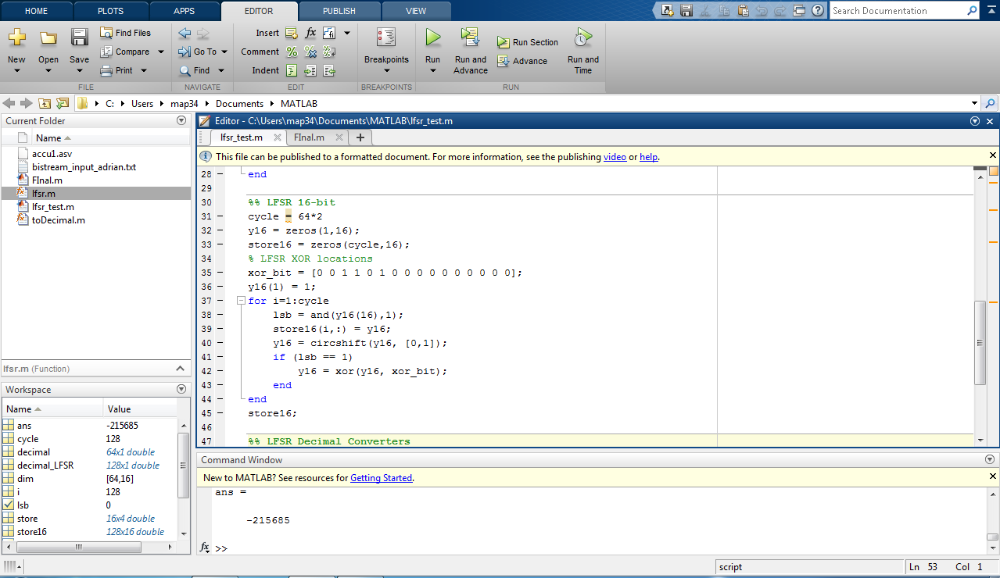 HOME PLOTS APPS EDITOR PUBLISH VIEW Search Documentation
Find Files Insert fx
New Open Save Compare Go To Comment Breakpoints Run Run and Advance Run Section Advance Run and Time
Print Find Indent
FILE NAVIGATE EDIT BREAKPOINTS RUN
C: Users map34 Documents MATLAB
Current Folder
Name
accu1.asv
bistream_input_adrian.txt
FInal.m
lfsr.m
lfsr_test.m
toDecimal.m
lfsr.m (Function)
Workspace
Name Value
ans -215685
cycle 128
decimal 64x1 double
decimal_LFSR 128x1 double
dim [64,16]
i 128
lsb 0
store 16x4 double
store16 128x16 double
Editor - C:\Users\map34\Documents\MATLAB\lfsr_test.m
lfsr_test.m FInal.m
This file can be published to a formatted document. For more information, see the publishing video or help.
28 end
29
30 %% LFSR 16-bit
31 cycle = 64*2
32 y16 = zeros(1,16);
33 store16 = zeros(cycle,16);
34 % LFSR XOR locations
35 xor_bit = [0 0 1 1 0 1 0 0 0 0 0 0 0 0 0 0];
36 y16(1) = 1;
37 for i=1:cycle
38 lsb = and(y16(16),1);
39 store16(i,:) = y16;
40 y16 = circshift(y16, [0,1]);
41 if (lsb == 1)
42 y16 = xor(y16, xor_bit);
43 end
44 end
45 store16;
46
47 %% LFSR Decimal Converters
Command Window
New to MATLAB? See resources for Getting Started.
ans =
-215685
fx >>
script Ln 53 Col 1